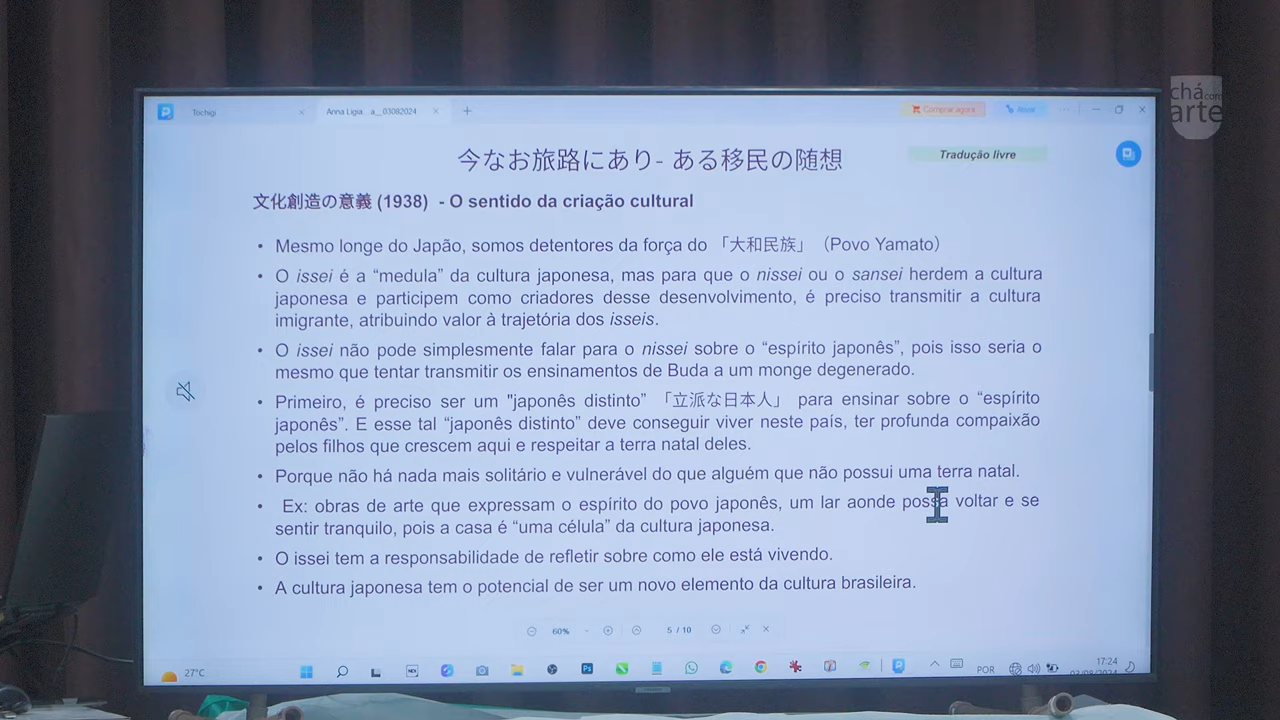 chá com
arte
Techigi
Anna Ligia a__03082024
Comprar agora
Ativar
今なお旅路にあり- ある移民の随想
Tradução livre
文化創造の意義 (1938) - O sentido da criação cultural
• Mesmo longe do Japão, somos detentores da força do 「大和民族」 (Povo Yamato)
• O issei é a “medula” da cultura japonesa, mas para que o nissei ou o sansei herdem a cultura
japonesa e participem como criadores desse desenvolvimento, é preciso transmitir a cultura
imigrante, atribuindo valor à trajetória dos isseis.
• O issei não pode simplesmente falar para o nissei sobre o “espírito japonês”, pois isso seria o
mesmo que tentar transmitir os ensinamentos de Buda a um monge degenerado.
• Primeiro, é preciso ser um "japonês distinto” 「立派な日本人」 para ensinar sobre o “espírito
japonês”. E esse tal “japonês distinto” deve conseguir viver neste país, ter profunda compaixão
pelos filhos que crescem aqui e respeitar a terra natal deles.
• Porque não há nada mais solitário e vulnerável do que alguém que não possui uma terra natal.
• Ex: obras de arte que expressam o espírito do povo japonês, um lar aonde possa voltar e se
sentir tranquilo, pois a casa é “uma célula” da cultura japonesa.
• O issei tem a responsabilidade de refletir sobre como ele está vivendo.
• A cultura japonesa tem o potencial de ser um novo elemento da cultura brasileira.
60% 5 / 10
27°C
POR
17:24
03/08/2024